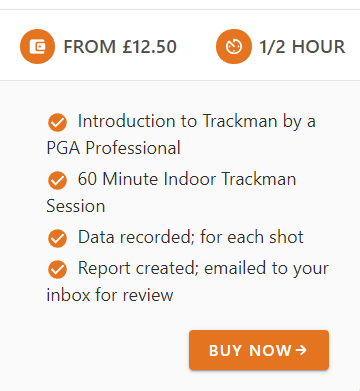 FROM £12.50
1/2 HOUR
Introduction to Trackman by a
PGA Professional
60 Minute Indoor Trackman
Session
Data recorded; for each shot
Report created; emailed to your
inbox for review
BUY NOW→